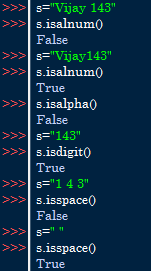 >>> s="Vijay 143"
>>> s.isalnum()
False
>>> s="Vijay143"
>>> s.isalnum()
True
>>> s.isalpha()
False
>>> s="143"
>>> s.isdigit()
True
>>> s="1 4 3"
>>> s.isspace()
False
>>> s=" "
>>> s.isspace()
True